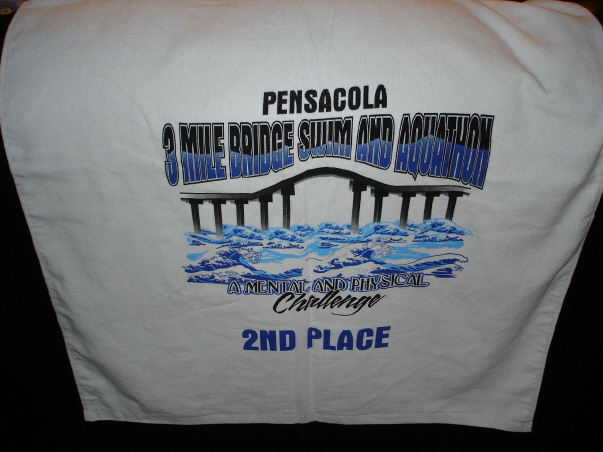 PENSACOLA
3 MILE BRIDGE SWIM AND AQUATHON
A MENTAL AND PHYSICAL
Challenge
2ND PLACE